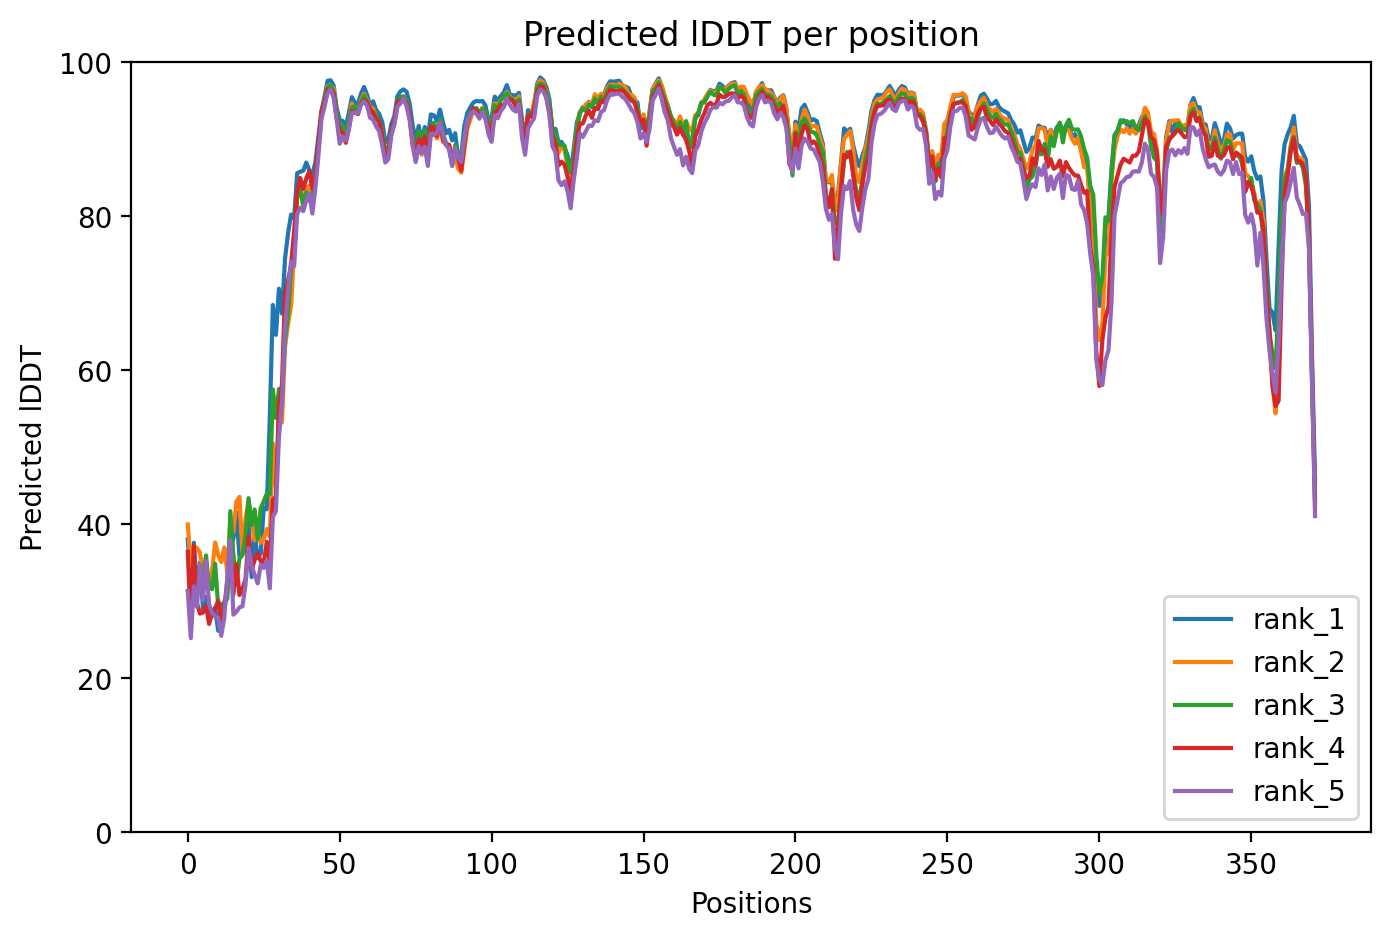 Predicted lDDT per position
100
80
60
40
20
0
Predicted lDDT
0 50 100 150 200 250 300 350
Positions
rank_1
rank_2
rank_3
rank_4
rank_5